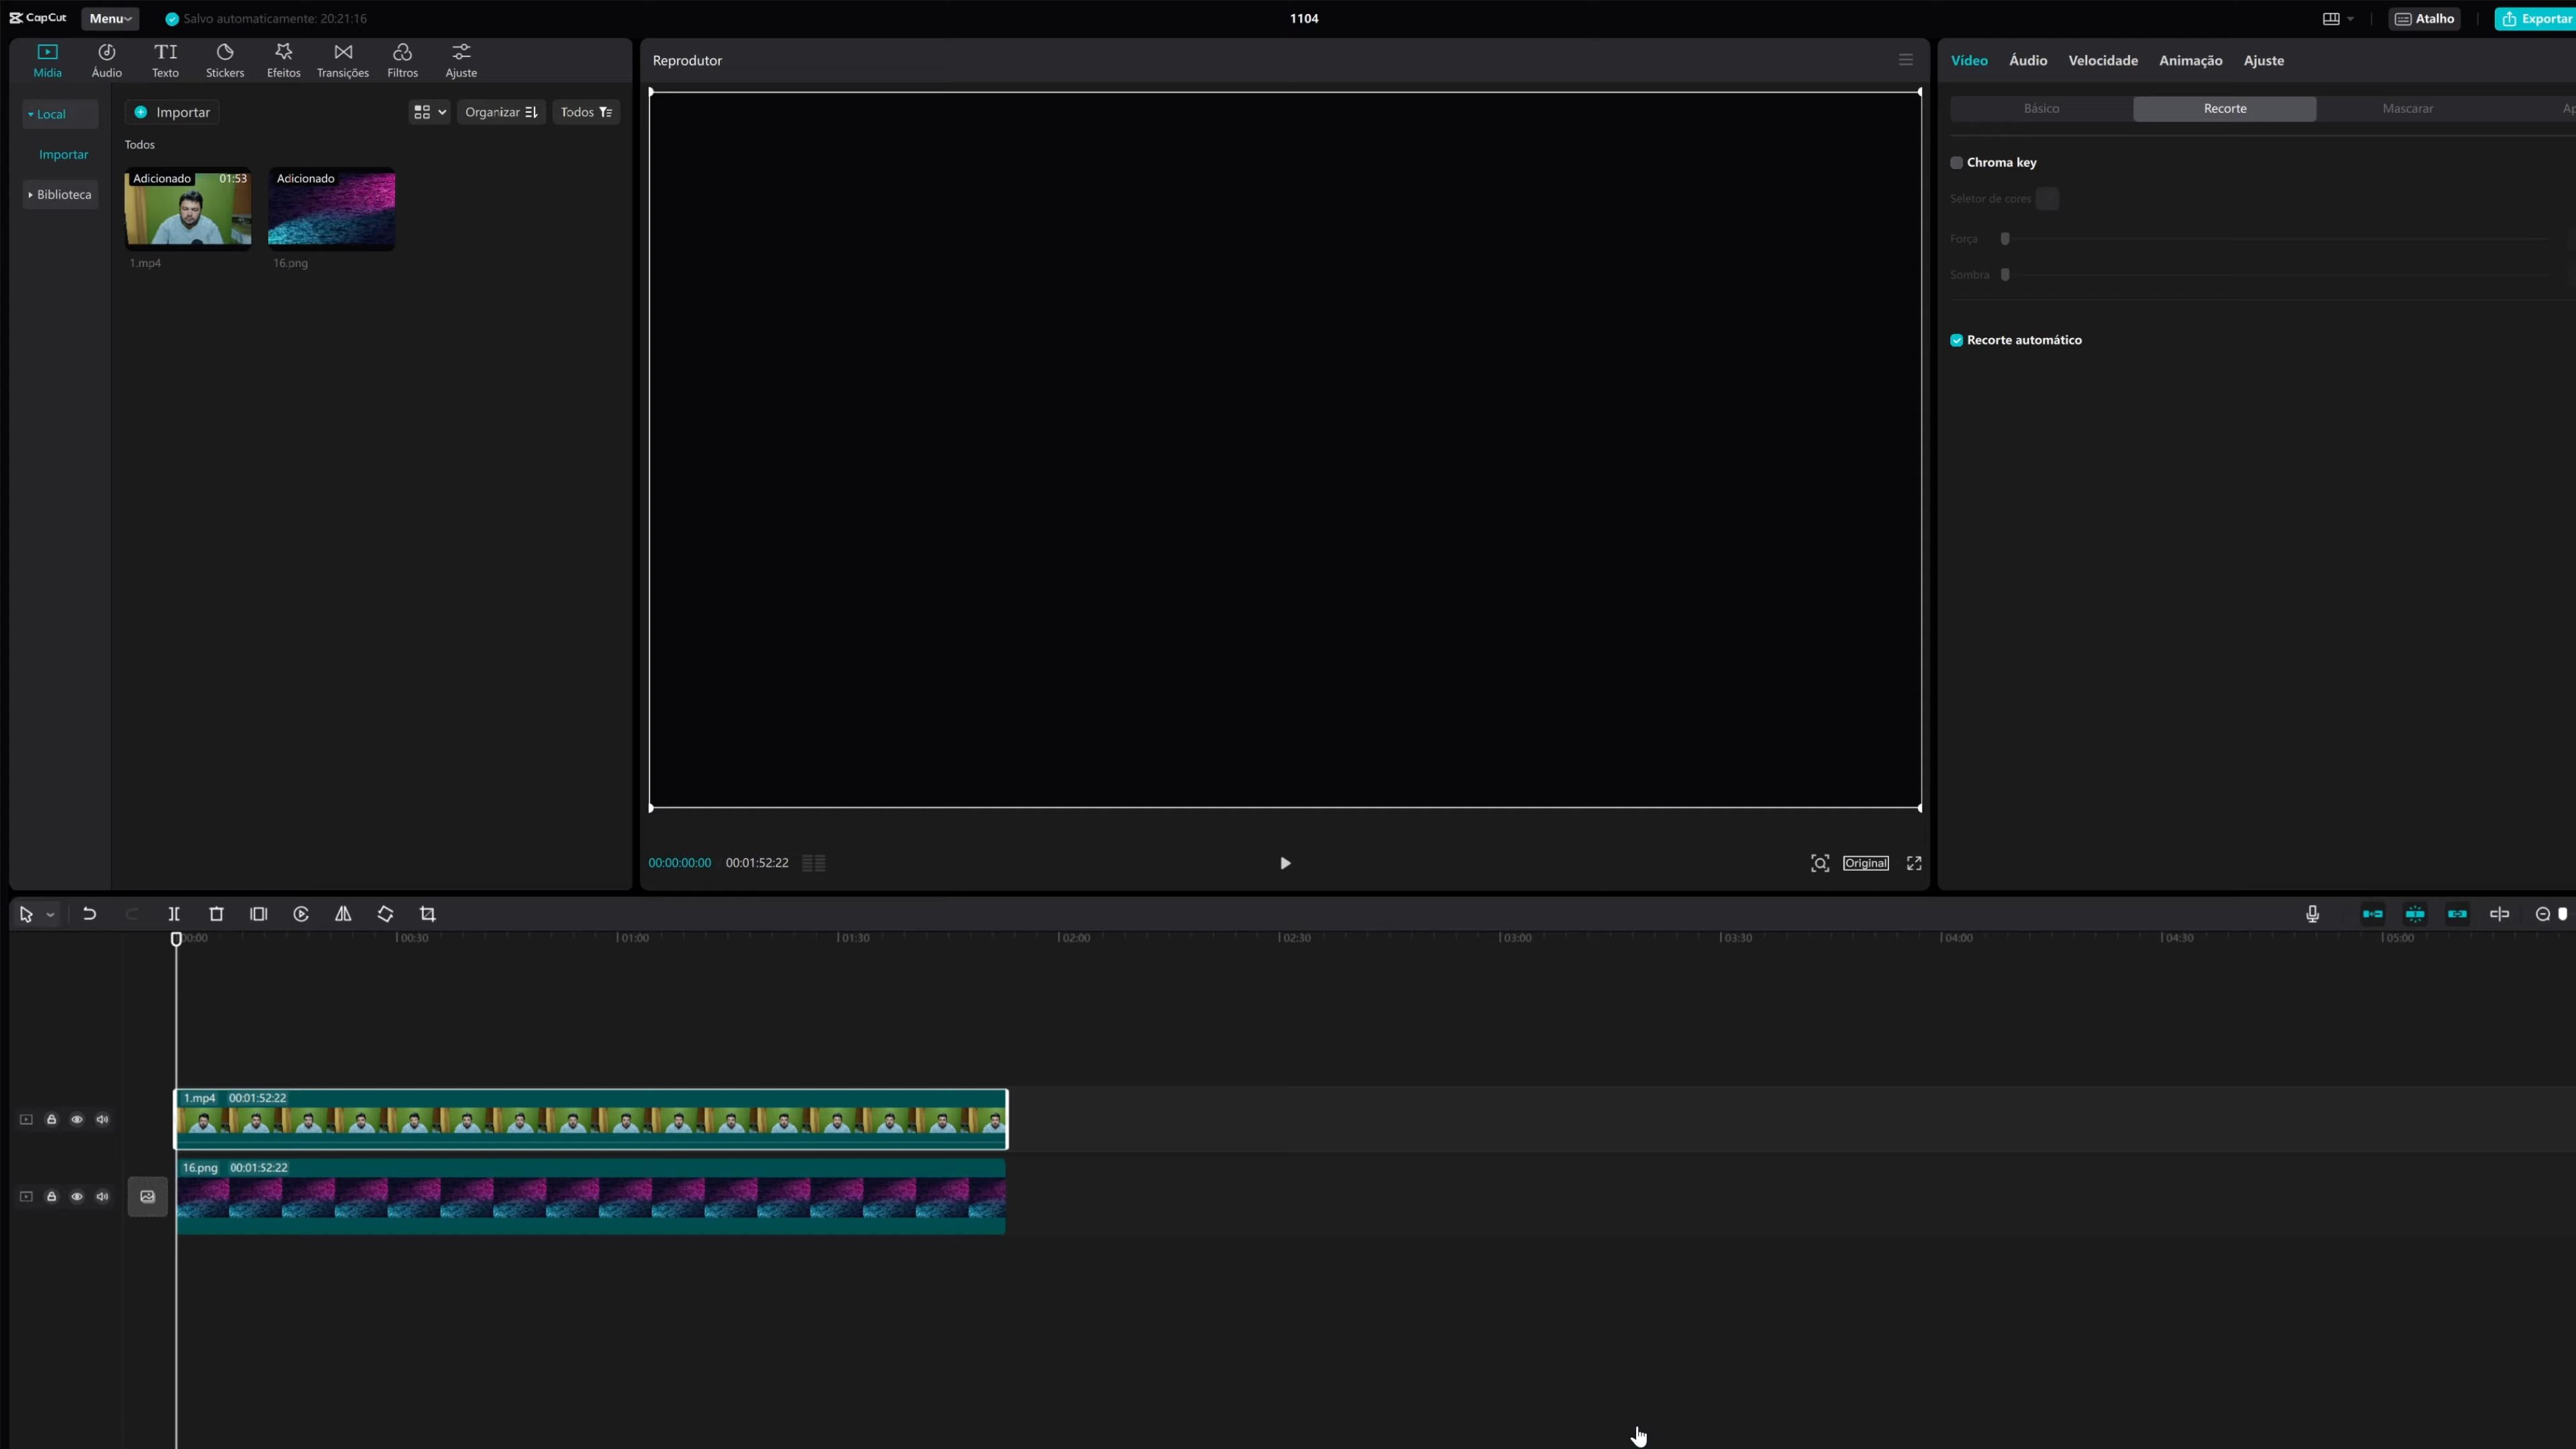 CapCut Menu Salvo automaticamente: 20:21:16 1104 Atalho Exportar
Mídia Áudio Texto Stickers Efeitos Transições Filtros Ajuste
Local
Importar
Biblioteca
Importar Organizar Todos
Todos
Adicionado 01:53 Adicionado
1.mp4 16.png
Reprodutor
00:00:00:00 00:01:52:22 Original
Vídeo Áudio Velocidade Animação Ajuste
Básico Recorte Mascarar
Chroma key
Seletor de cores
Força
Sombra
Recorte automático
00:00 00:30 01:00 01:30 02:00 02:30 03:00 03:30 04:00 04:30 05:00
1.mp4 00:01:52:22
16.png 00:01:52:22